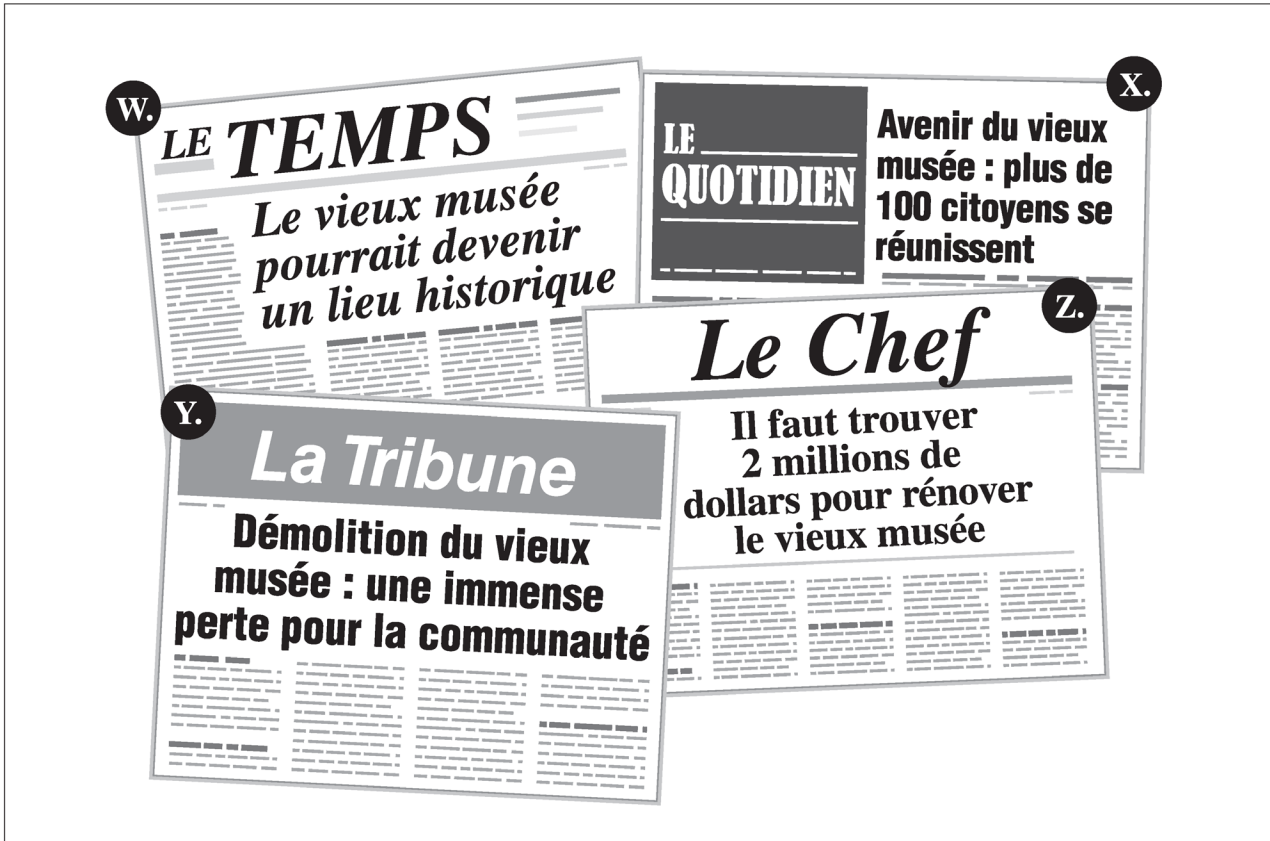 W.
LE TEMPS
Le vieux musée
pourrait devenir
un lieu historique
X.
LE
QUOTIDIEN
Avenir du vieux
musée : plus de
100 citoyens se
réunissent
Y.
La Tribune
Démolition du vieux
musée : une immense
perte pour la communauté
Z.
Le Chef
Il faut trouver
2 millions de
dollars pour rénover
le vieux musée